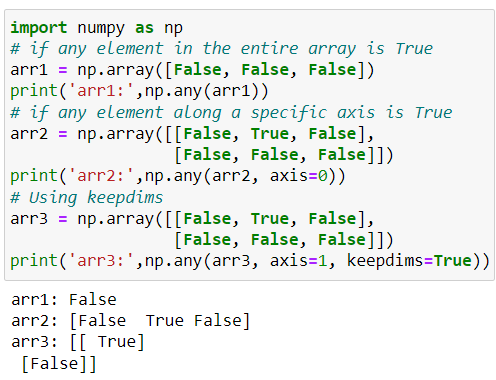 import numpy as np
# if any element in the entire array is True
arr1 = np.array([False, False, False])
print('arr1:',np.any(arr1))
# if any element along a specific axis is True
arr2 = np.array([[False, True, False],
                 [False, False, False]])
print('arr2:',np.any(arr2, axis=0))
# Using keepdims
arr3 = np.array([[False, True, False],
                 [False, False, False]])
print('arr3:',np.any(arr3, axis=1, keepdims=True))
arr1: False
arr2: [False  True False]
arr3: [[ True]
 [False]]